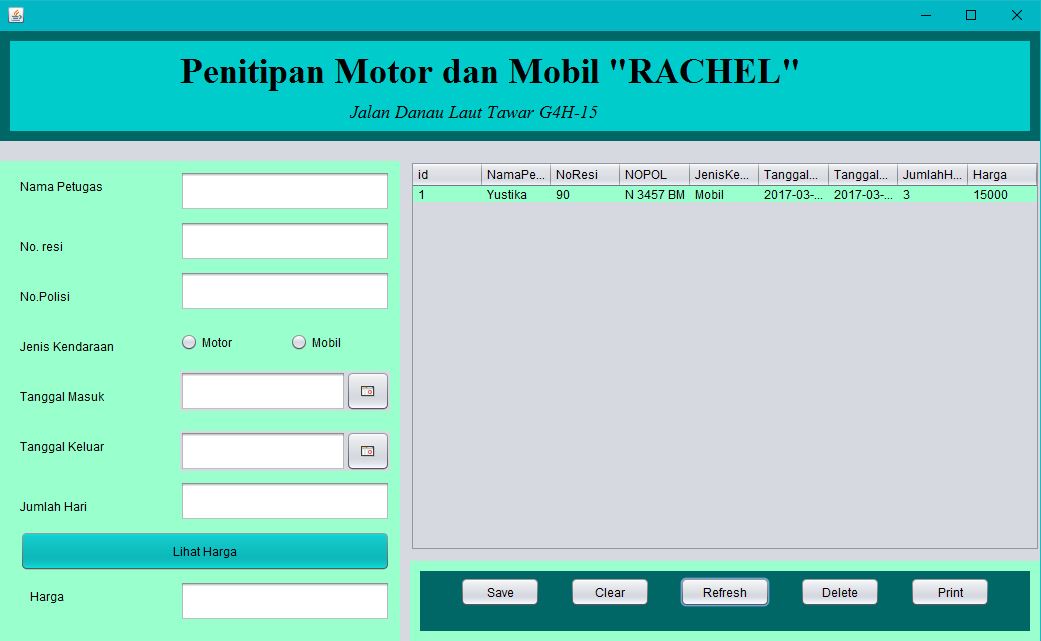 Penitipan Motor dan Mobil "RACHEL"
Jalan Danau Laut Tawar G4H-15
Nama Petugas
No. resi
No.Polisi
Jenis Kendaraan Motor Mobil
Tanggal Masuk
Tanggal Keluar
Jumlah Hari
Lihat Harga
Harga
id NamaPe... NoResi NOPOL JenisKe... Tanggal... Tanggal... JumlahH... Harga
1 Yustika 90 N 3457 BM Mobil 2017-03-... 2017-03-... 3 15000
Save Clear Refresh Delete Print